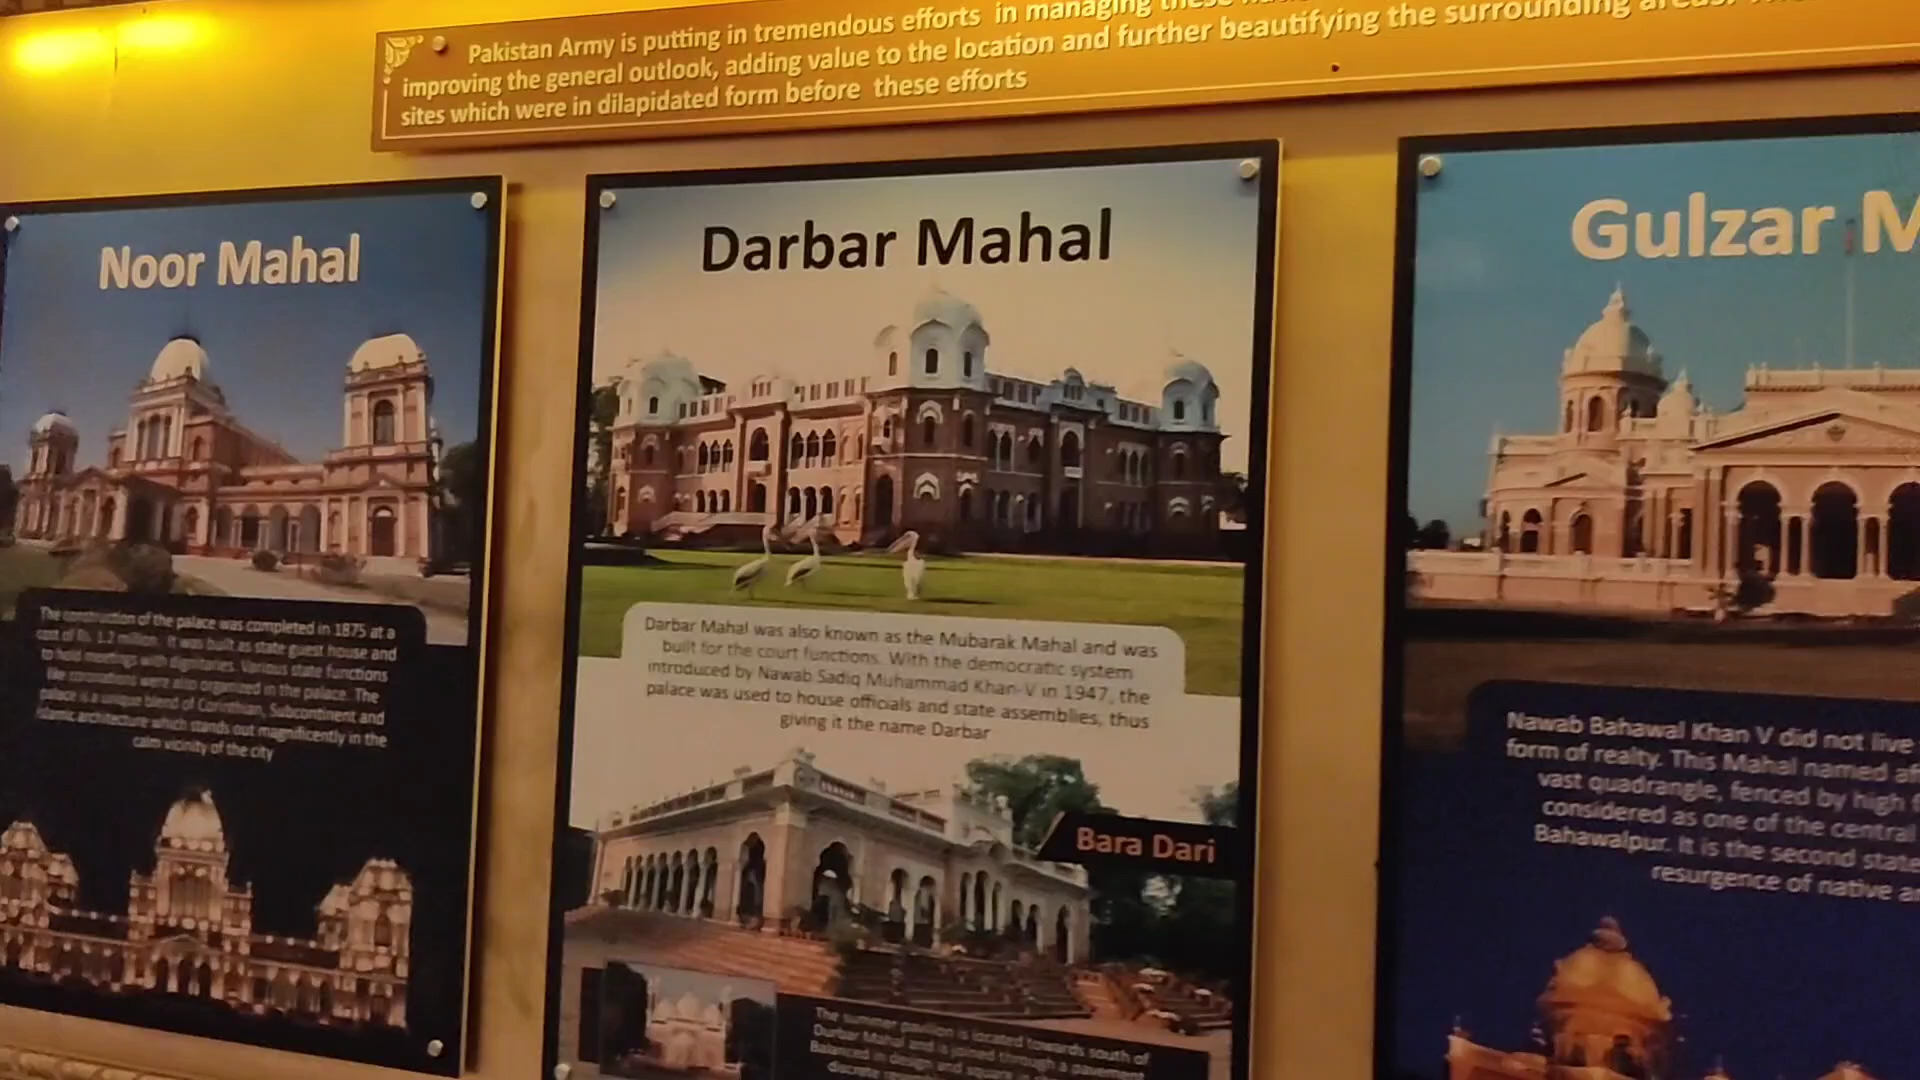 Pakistan Army is putting in tremendous efforts in managing these
improving the general outlook, adding value to the location and further beautifying the surrounding areas.
sites which were in dilapidated form before these efforts
Noor Mahal
The construction of the palace was completed in 1875 at a
cost of Rs. 1.2 million. It was built as state guest house and
to hold meetings with dignitaries. Various state functions
like coronations were also organized in the palace. The
palace is a unique blend of Corinthian, Subcontinent and
Islamic architecture which stands out magnificently in the
calm vicinity of the city
Darbar Mahal
Darbar Mahal was also known as the Mubarak Mahal and was
built for the court functions. With the democratic system
introduced by Nawab Sadiq Muhammad Khan-V in 1947, the
palace was used to house officials and state assemblies, thus
giving it the name Darbar
Bara Dari
The summer pavilion is located towards south of
Darbar Mahal and is joined through a pavement
Balanced in design and square in
discrete
Gulzar M
Nawab Bahawal Khan V did not live
form of realty. This Mahal named
vast quadrangle, fenced by high
considered as one of the central
Bahawalpur. It is the second state
resurgence of native